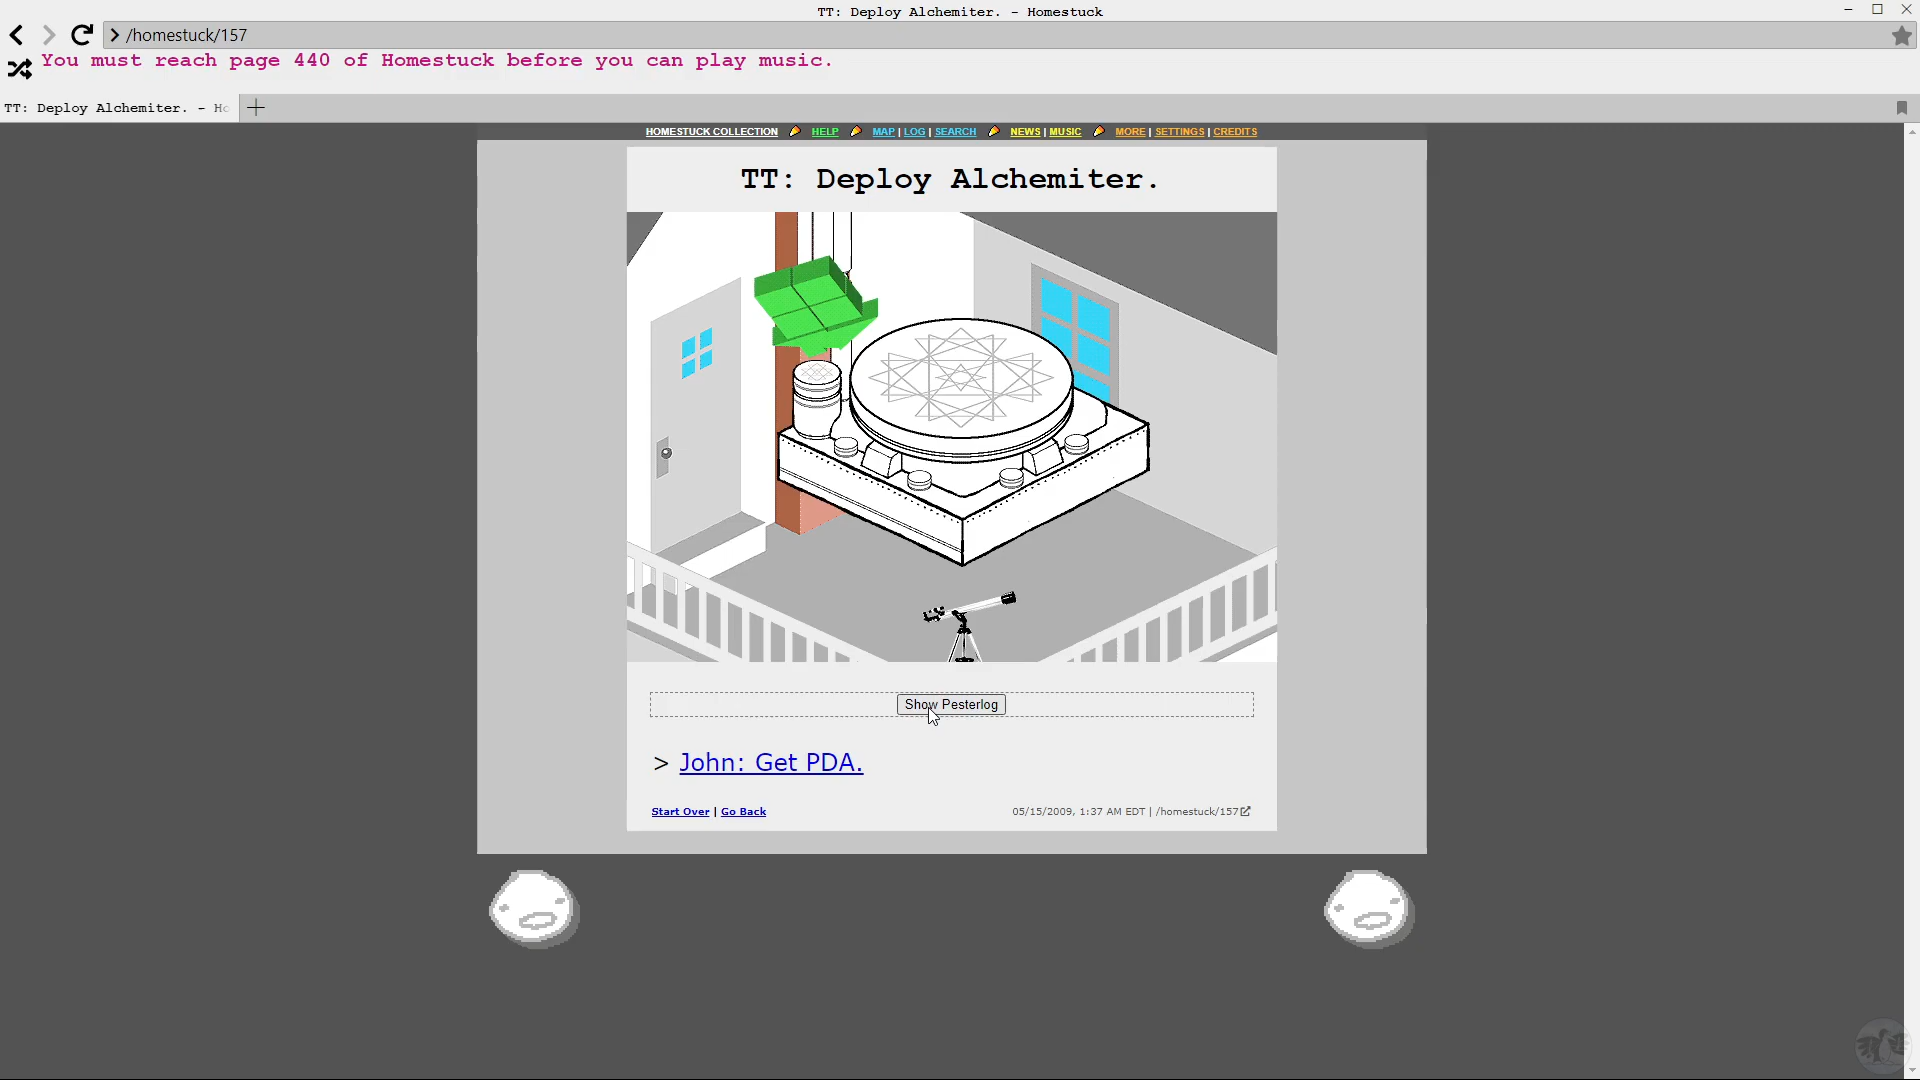 TT: Deploy Alchemiter. - Homestuck
/homestuck/157
You must reach page 440 of Homestuck before you can play music.
TT: Deploy Alchemiter. - Ho
HOMESTUCK COLLECTION HELP MAP | LOG | SEARCH NEWS | MUSIC MORE | SETTINGS | CREDITS
TT: Deploy Alchemiter.
Show Pesterlog
> John: Get PDA.
Start Over | Go Back 05/15/2009, 1:37 AM EDT | /homestuck/157